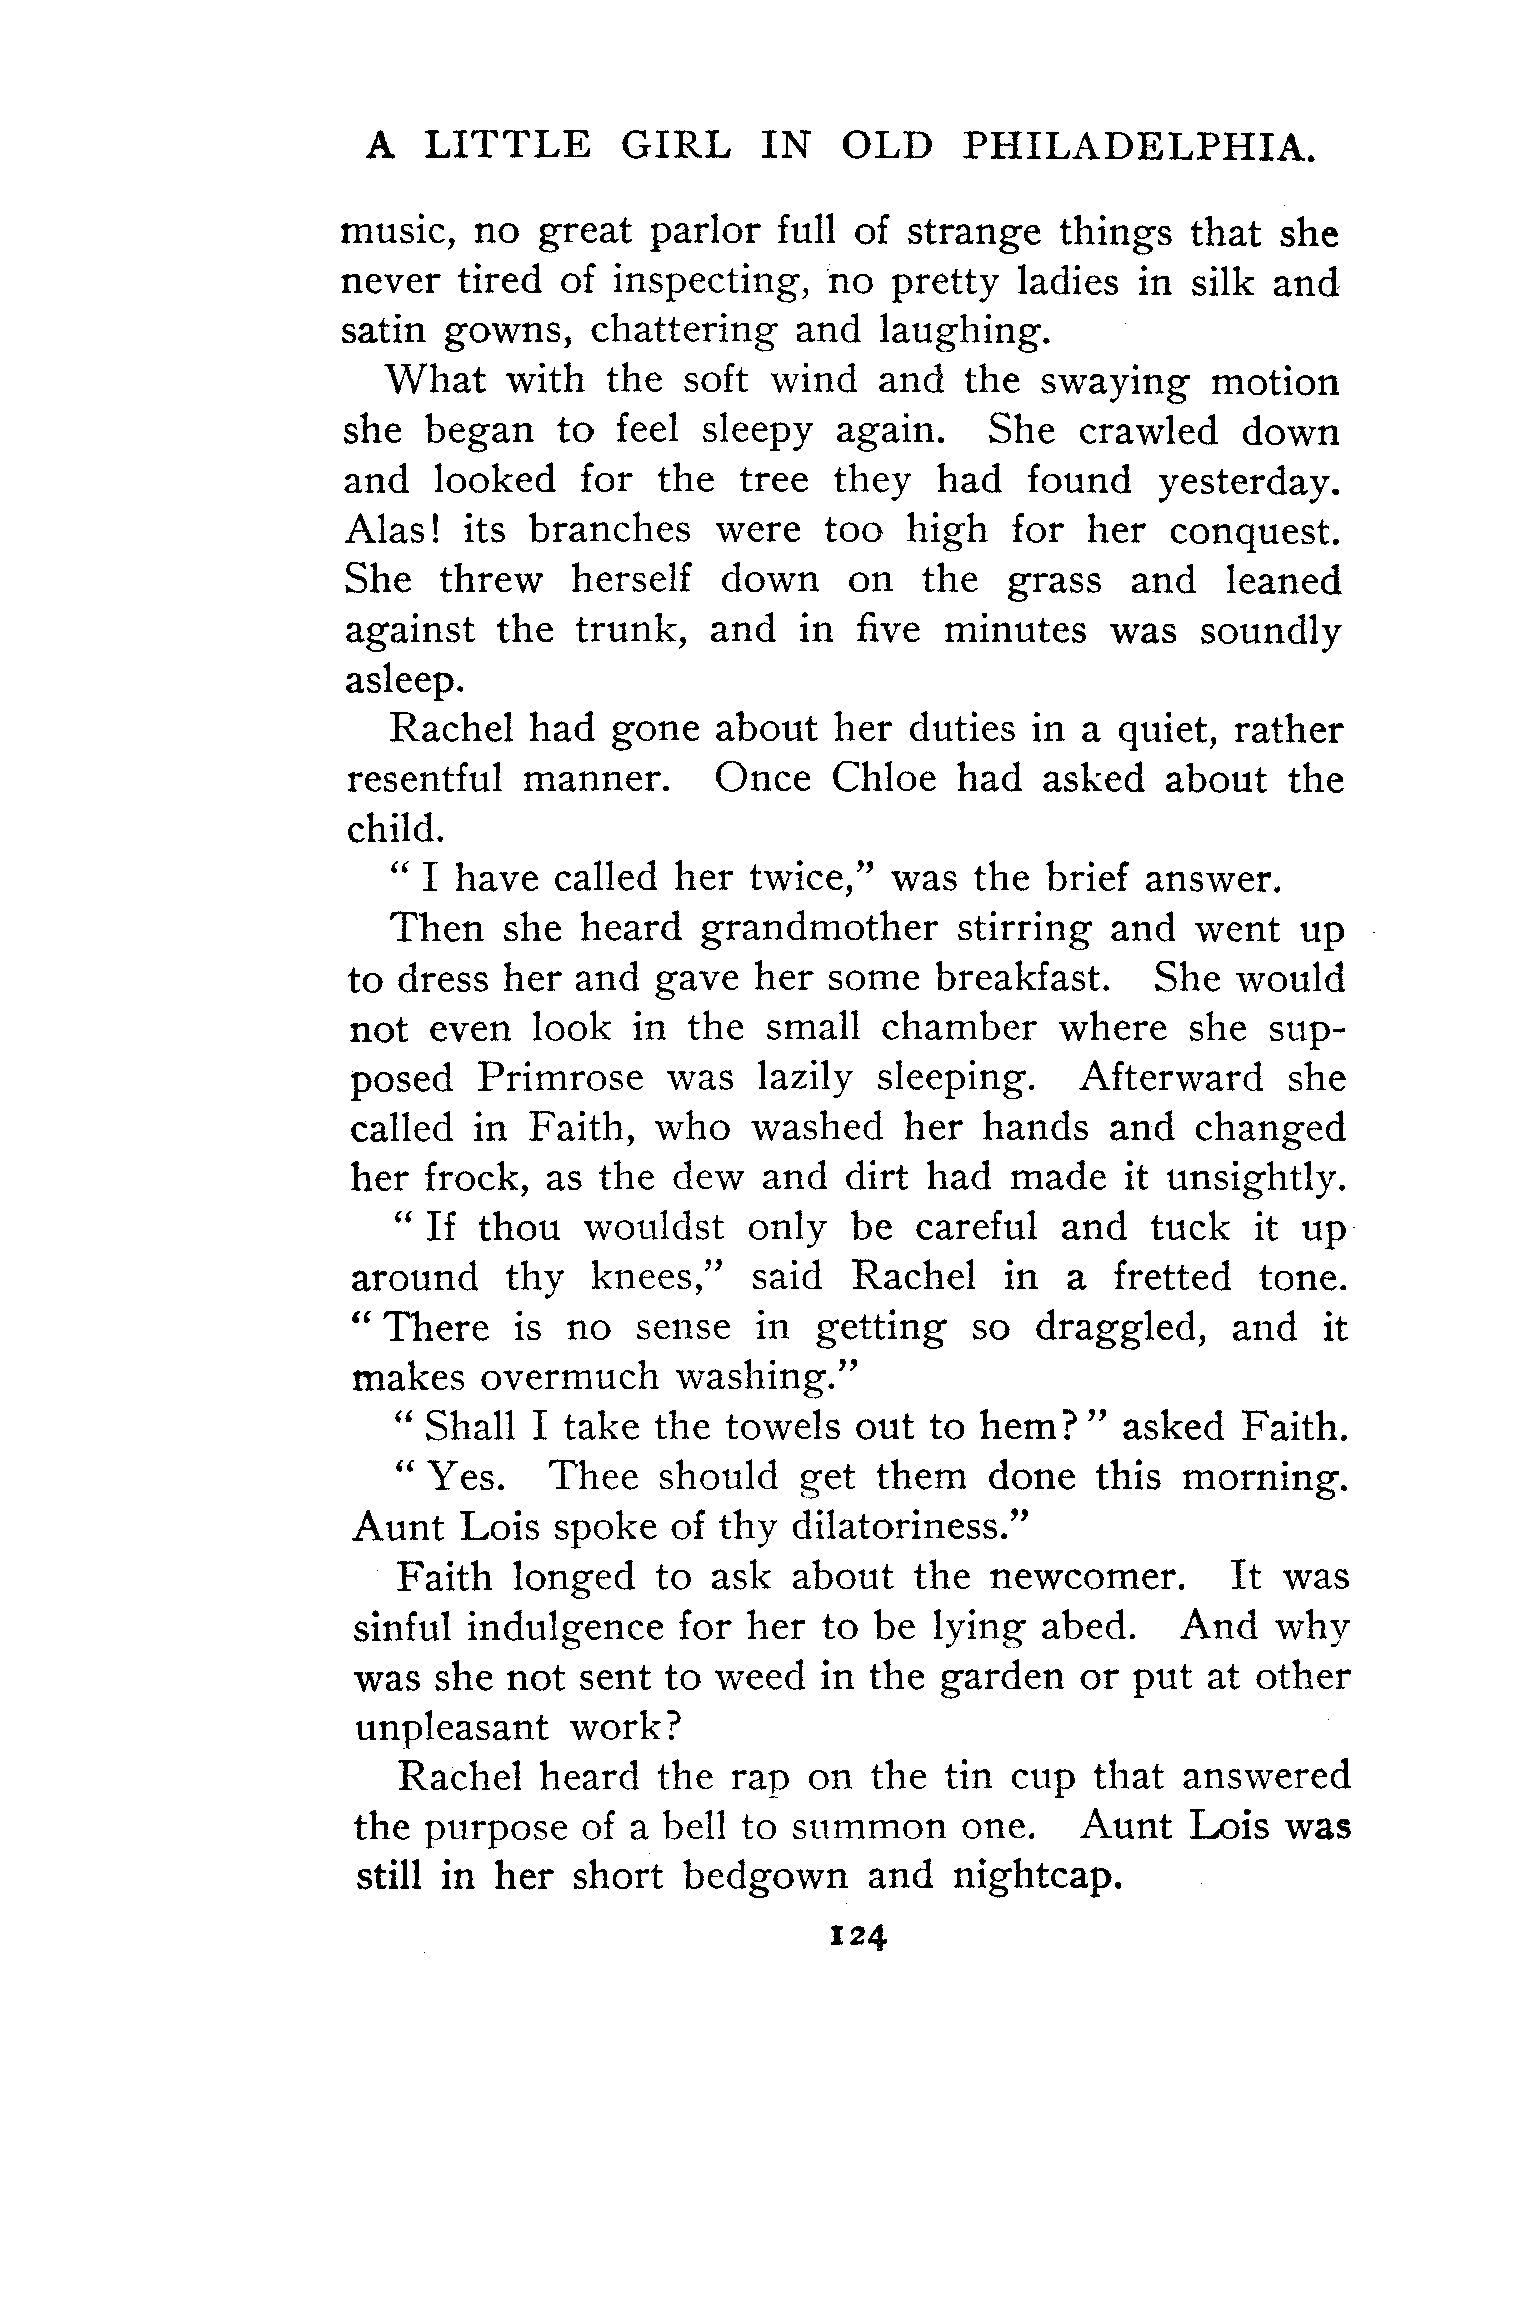 A LITTLE GIRL IN OLD PHILADELPHIA.
music, no great parlor full of strange things that she
never tired of inspecting, no pretty ladies in silk and
satin gowns, chattering and laughing.
What with the soft wind and the swaying motion
she began to feel sleepy again. She crawled down
and looked for the tree they had found yesterday.
Alas! its branches were too high for her conquest.
She threw herself down on the grass and leaned
against the trunk, and in five minutes was soundly
asleep.
Rachel had gone about her duties in a quiet, rather
resentful manner. Once Chloe had asked about the
child.
“ I have called her twice,” was the brief answer.
Then she heard grandmother stirring and went up
to dress her and gave her some breakfast. She would
not even look in the small chamber where she sup-
posed Primrose was lazily sleeping. Afterward she
called in Faith, who washed her hands and changed
her frock, as the dew and dirt had made it unsightly.
“ If thou wouldst only be careful and tuck it up
around thy knees,” said Rachel in a fretted tone.
“ There is no sense in getting so draggled, and it
makes overmuch washing.”
“ Shall I take the towels out to hem? ” asked Faith.
“ Yes. Thee should get them done this morning.
Aunt Lois spoke of thy dilatoriness.”
Faith longed to ask about the newcomer. It was
sinful indulgence for her to be lying abed. And why
was she not sent to weed in the garden or put at other
unpleasant work?
Rachel heard the rap on the tin cup that answered
the purpose of a bell to summon one. Aunt Lois was
still in her short bedgown and nightcap.
124